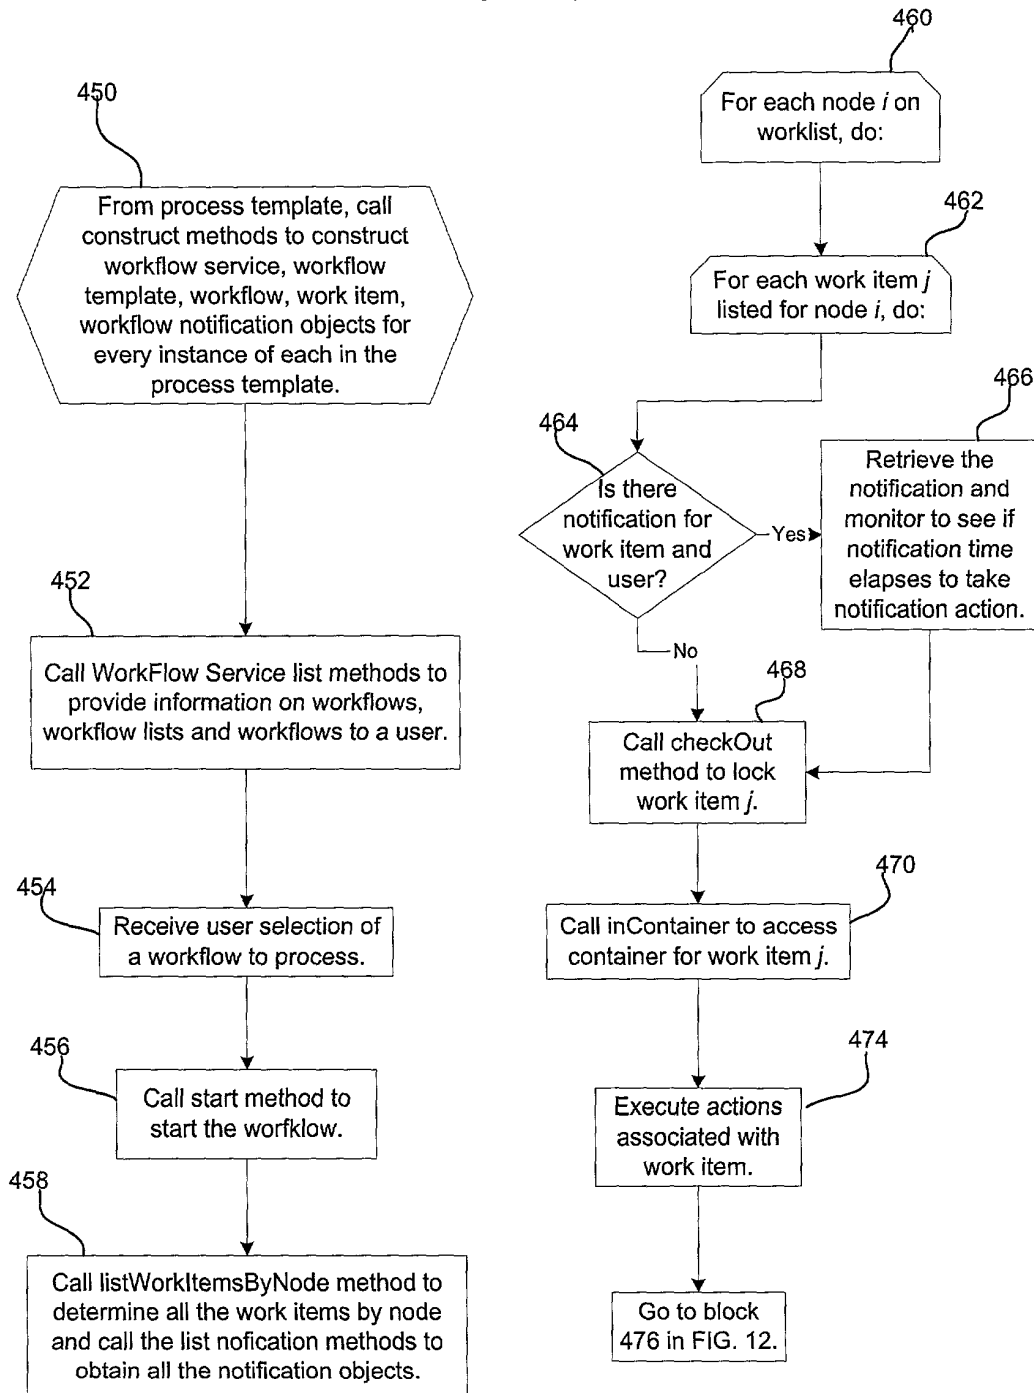 450
From process template, call
construct methods to construct
workflow service, workflow
template, workflow, work item,
workflow notification objects for
every instance of each in the
process template.
452
Call WorkFlow Service list methods to
provide information on workflows,
workflow lists and workflows to a user.
454
Receive user selection of
a workflow to process.
456
Call start method to
start the worfklow.
458
Call listWorkItemsByNode method to
determine all the work items by node
and call the list nofication methods to
obtain all the notification objects.
460
For each node i on
worklist, do:
462
For each work item j
listed for node i, do:
464
Is there
notification for
work item and
user?
Yes
466
Retrieve the
notification and
monitor to see if
notification time
elapses to take
notification action.
No
468
Call checkOut
method to lock
work item j.
470
Call inContainer to access
container for work item j.
474
Execute actions
associated with
work item.
Go to block
476 in FIG. 12.